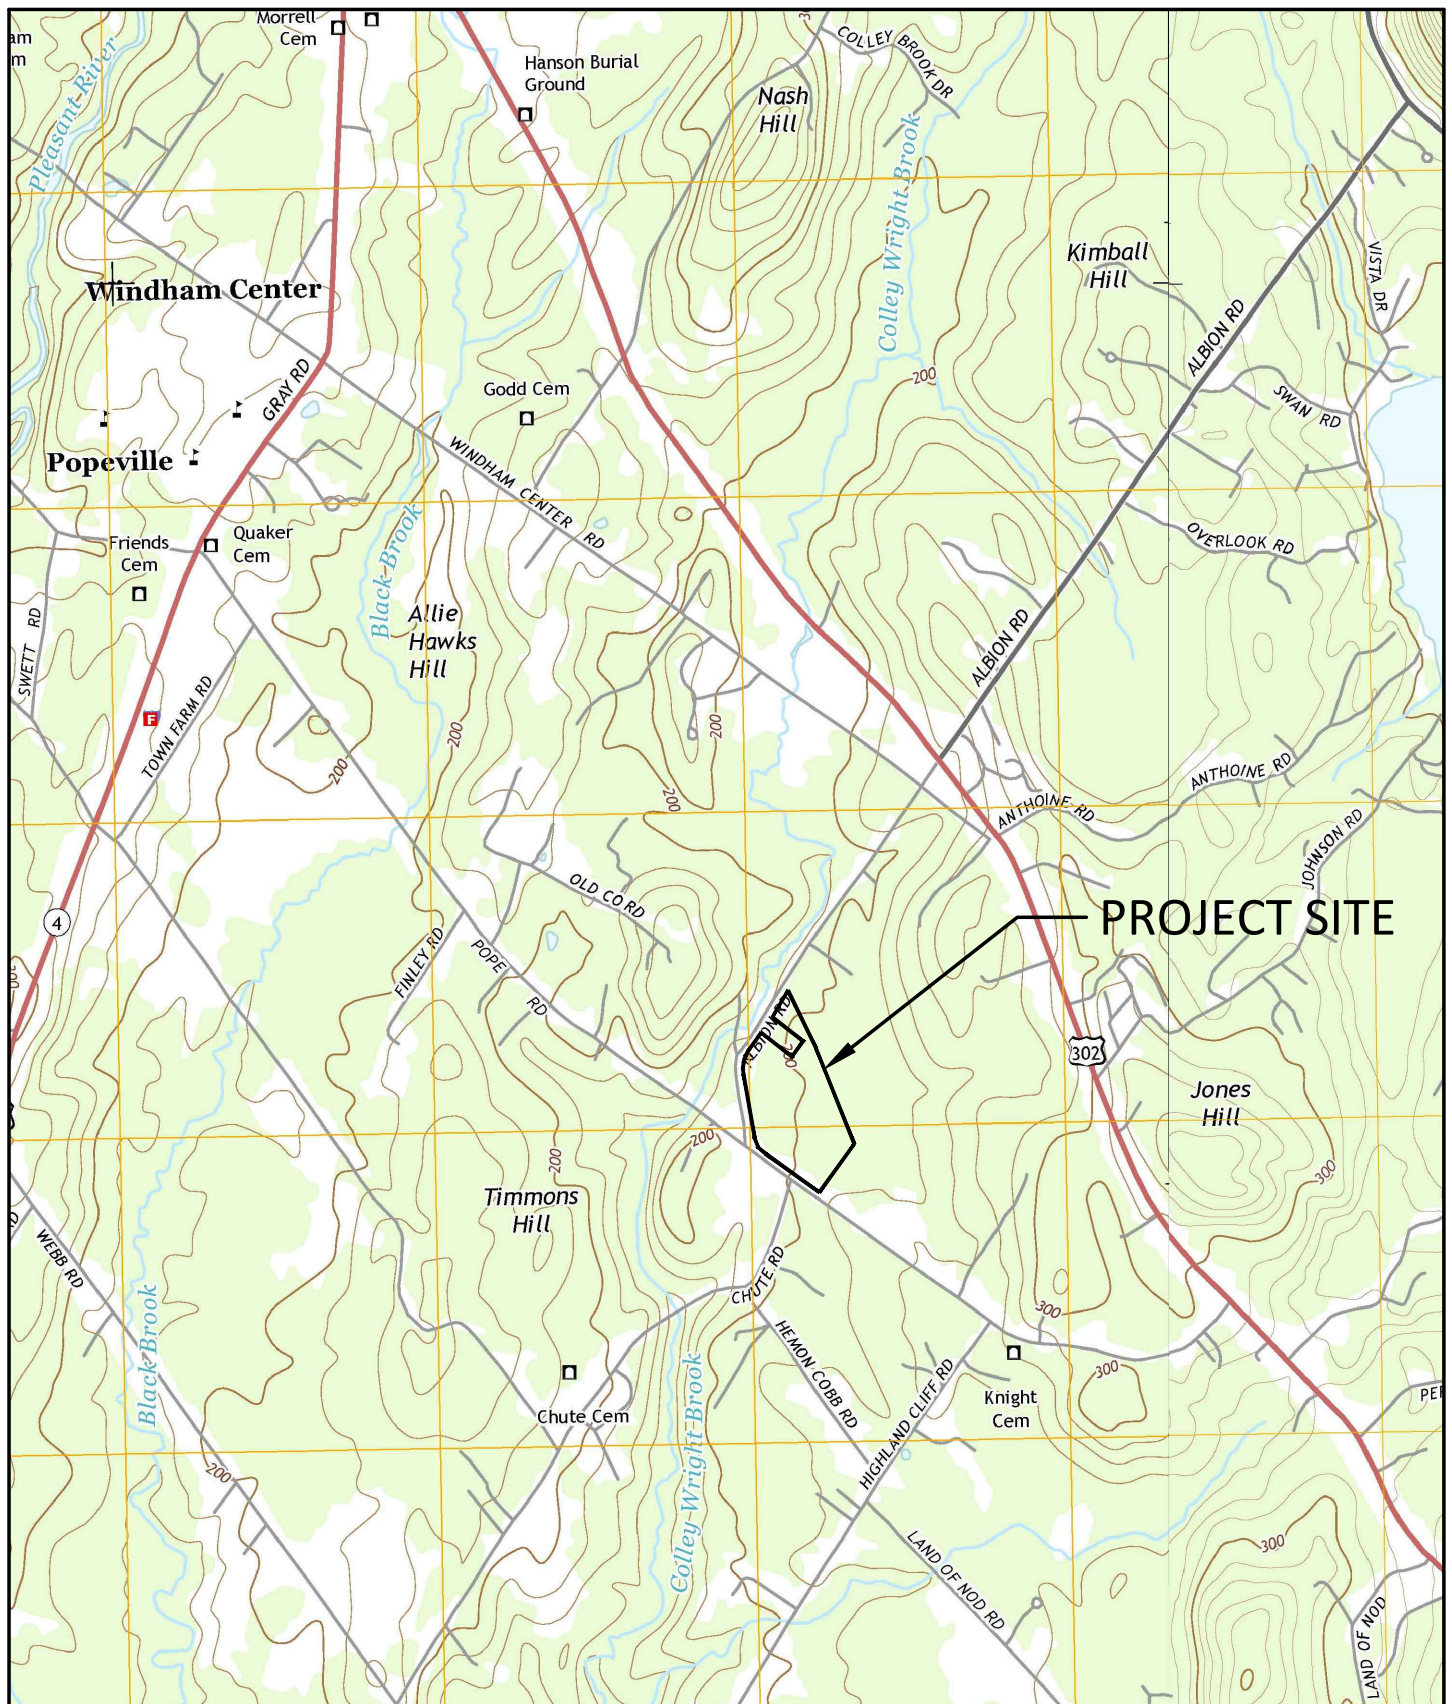 Morrell
Cem
am
m
Pleasant River
Hanson Burial
Ground
COLLEY BROOK DR
Nash
Hill
Colley Wright Brook
Kimball
Hill
VISTA DR
Windham Center
ALBION RD
GRAY RD
Godd Cem
200
SWAN RD
Popeville
WINDHAM CENTER RD
OVERLOOK RD
Friends
Cem
Quaker
Cem
Black Brook
Allie
Hawks
Hill
SWETT RD
ALBION RD
F
TOWN FARM RD
200
200
200
200
ANTHOINE RD
ANTHOINE RD
JOHNSON RD
OLD CO RD
4
PROJECT SITE
FINLEY RD
POPE RD
ALBION RD
302
Jones
Hill
200
200
300
Timmons
Hill
WEBB RD
CHUTE RD
300
Black Brook
HEMON COBB RD
300
Knight
Cem
HIGHLAND CLIFF RD
PER
Chute Cem
Colley Wright Brook
200
LAND OF NOD RD
300
LAND OF NOD